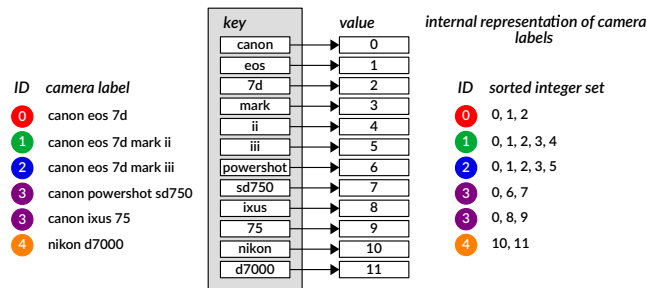 key value internal representation of camera
labels
canon 0
eos 1
7d 2
mark 3
ii 4
iii 5
powershot 6
sd750 7
ixus 8
75 9
nikon 10
d7000 11
ID camera label
0 canon eos 7d
1 canon eos 7d mark ii
2 canon eos 7d mark iii
3 canon powershot sd750
3 canon ixus 75
4 nikon d7000
ID sorted integer set
0 0, 1, 2
1 0, 1, 2, 3, 4
2 0, 1, 2, 3, 5
3 0, 6, 7
3 0, 8, 9
4 10, 11